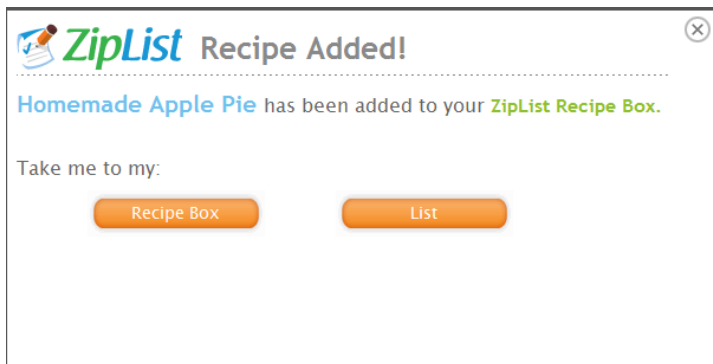 ZipList Recipe Added!
Homemade Apple Pie has been added to your ZipList Recipe Box.
Take me to my:
Recipe Box List